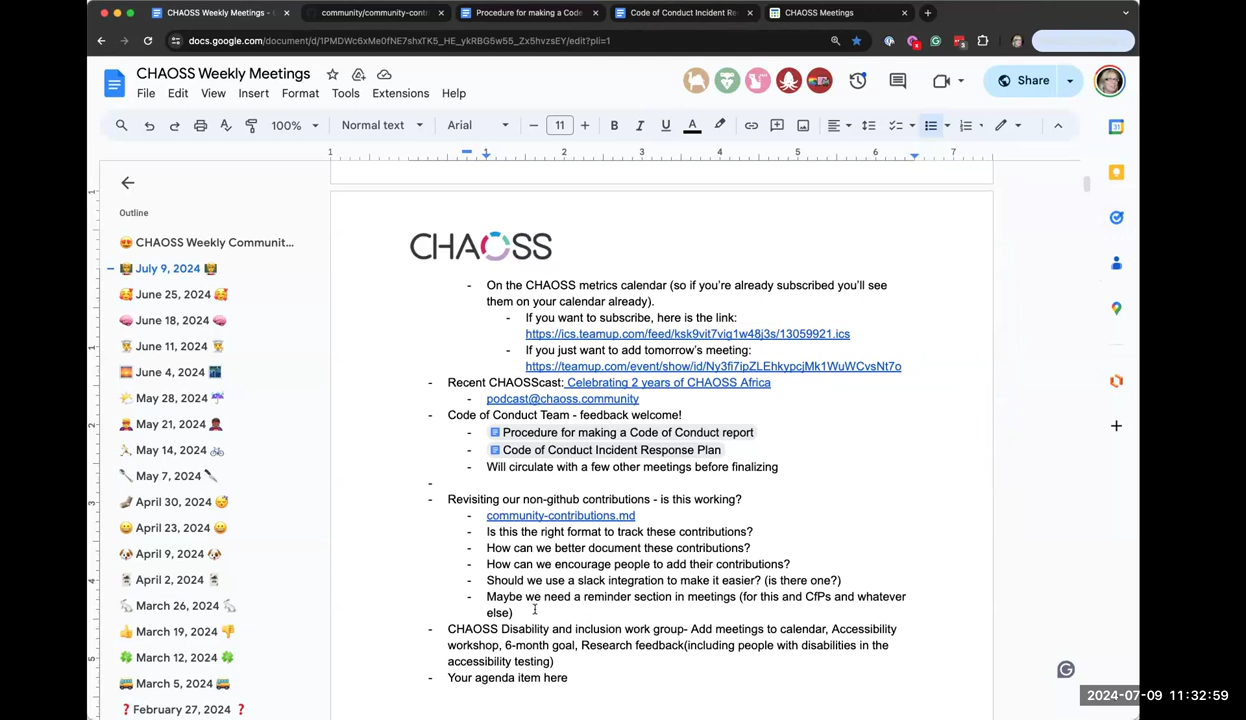 CHAOSS Weekly Meetings -
community/community-contr
Procedure for making a Code
Code of Conduct Incident Re
CHAOSS Meetings
docs.google.com/document/d/1PMDWc6xMe0fNE7shxTK5_HE_ykRBG5w55_Zx5hvzsEY/edit?pli=1
CHAOSS Weekly Meetings
File Edit View Insert Format Tools Extensions Help
Share
100% Normal text Arial 11 B I U A
1 1 2 3 4 5 6 7
Outline
😍 CHAOSS Weekly Communit...
July 9, 2024
🥰 June 25, 2024 🥰
🧠 June 18, 2024 🧠
June 11, 2024
June 4, 2024
May 28, 2024
May 21, 2024
May 14, 2024
May 7, 2024
April 30, 2024
😀 April 23, 2024 😀
🐶 April 9, 2024 🐶
April 2, 2024
March 26, 2024
👍 March 19, 2024 👎
🍀 March 12, 2024 🍀
March 5, 2024
❓ February 27, 2024 ❓
CHAOSS
- On the CHAOSS metrics calendar (so if you're already subscribed you'll see
them on your calendar already).
- If you want to subscribe, here is the link:
https://ics.teamup.com/feed/ksk9vit7vig1w48j3s/13059921.ics
- If you just want to add tomorrow's meeting:
https://teamup.com/event/show/id/Ny3fi7ipZLEhkypcjMk1WuWCvsNt7o
- Recent CHAOSScast: Celebrating 2 years of CHAOSS Africa
- podcast@chaoss.community
- Code of Conduct Team - feedback welcome!
- Procedure for making a Code of Conduct report
- Code of Conduct Incident Response Plan
- Will circulate with a few other meetings before finalizing
-
- Revisiting our non-github contributions - is this working?
- community-contributions.md
- Is this the right format to track these contributions?
- How can we better document these contributions?
- How can we encourage people to add their contributions?
- Should we use a slack integration to make it easier? (is there one?)
- Maybe we need a reminder section in meetings (for this and CfPs and whatever
else)
- CHAOSS Disability and inclusion work group- Add meetings to calendar, Accessibility
workshop, 6-month goal, Research feedback(including people with disabilities in the
accessibility testing)
- Your agenda item here
2024-07-09 11:32:59